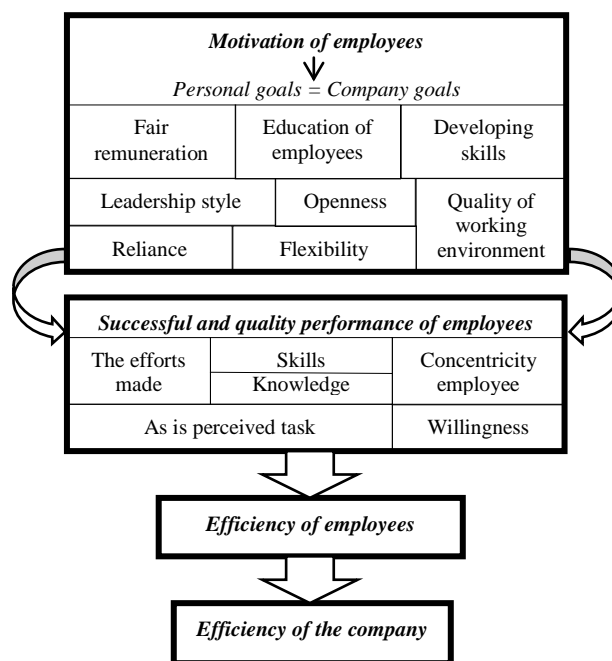 Motivation of employees
Personal goals = Company goals
Fair
remuneration
Education of
employees
Developing
skills
Leadership style
Openness
Quality of
working
environment
Reliance
Flexibility
Successful and quality performance of employees
The efforts
made
Skills
Knowledge
Concentricity
employee
As is perceived task
Willingness
Efficiency of employees
Efficiency of the company